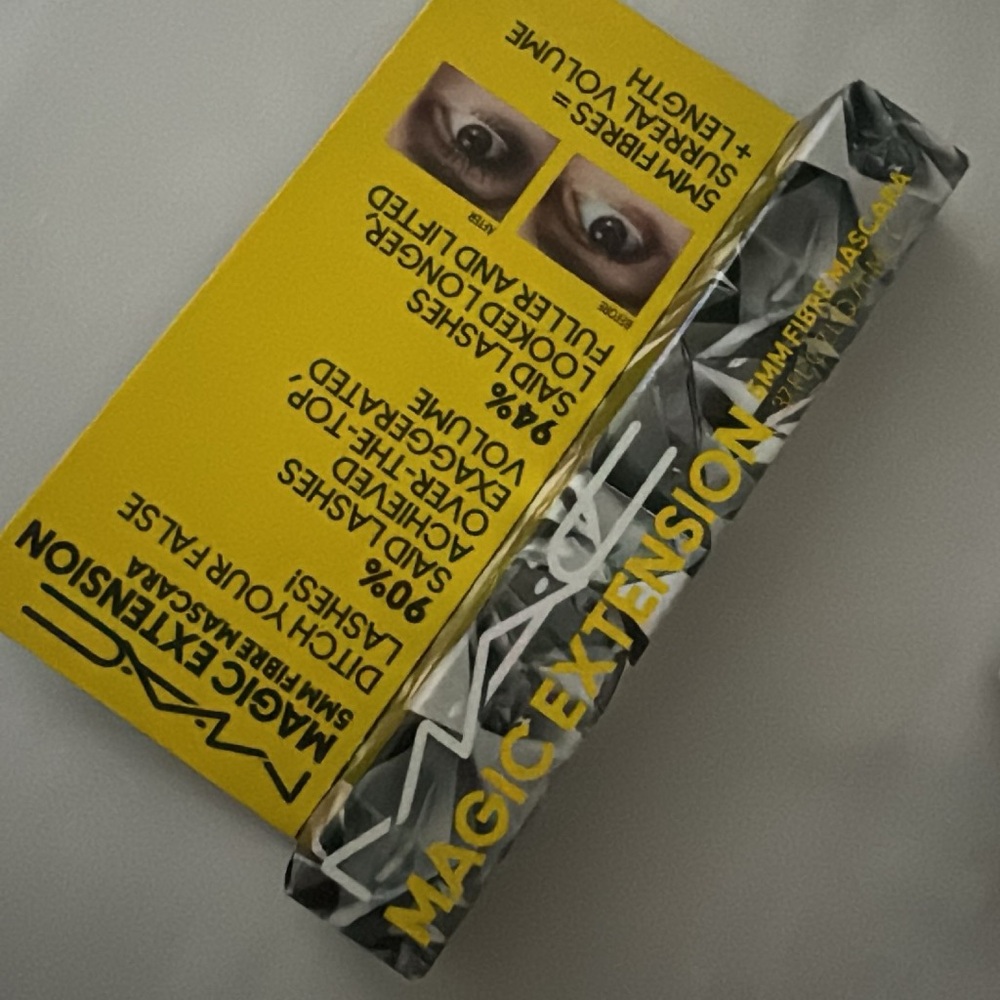 M·A·C
MAGIC EXTENSION
5MM FIBRE MASCARA
DITCH YOUR FALSE
LASHES!
90%
SAID LASHES
ACHIEVED
OVER-THE-TOP,
EXAGGERATED
VOLUME
94%
SAID LASHES
LOOKED LONGER,
FULLER AND LIFTED
BEFORE
AFTER
5MM FIBRES =
SURREAL VOLUME
+ LENGTH
VOLUME
M·A·C
MAGIC EXTENSION
5MM FIBRE MASCARA